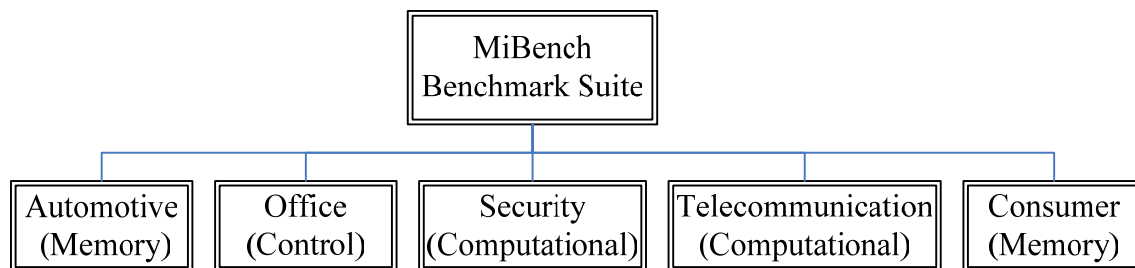 MiBench
Benchmark Suite
Automotive
(Memory)
Office
(Control)
Security
(Computational)
Telecommunication
(Computational)
Consumer
(Memory)